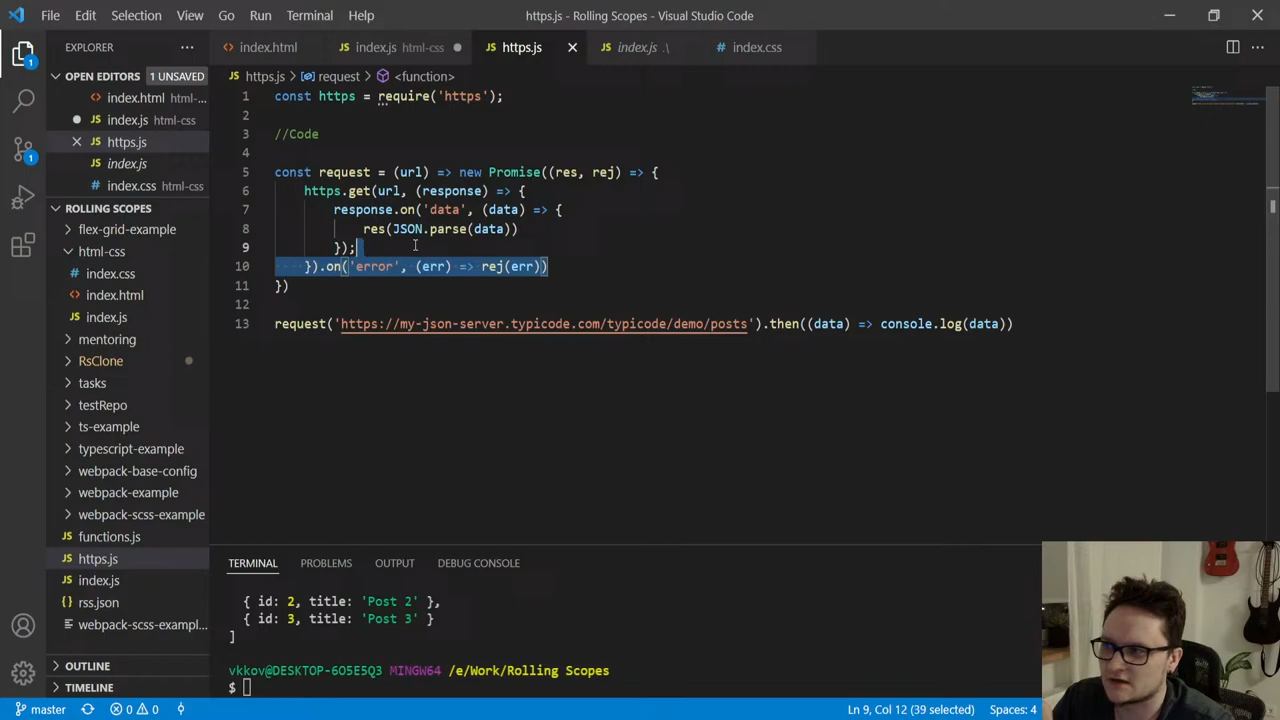 File Edit Selection View Go Run Terminal Help
https.js - Rolling Scopes - Visual Studio Code
EXPLORER
index.html
index.js html-css
https.js
index.js .\
index.css
OPEN EDITORS 1 UNSAVED
index.html html-...
index.js html-css
https.js
index.js
index.css
ROLLING SCOPES
flex-grid-example
html-css
index.css
index.html
index.js
mentoring
RsClone
tasks
testRepo
ts-example
typescript-example
webpack-base-config
webpack-example
webpack-scss-example
functions.js
https.js
index.js
rss.json
webpack-scss-exampl...
OUTLINE
TIMELINE
https.js > request > <function>
1 const https = require('https');
2
3 //Code
4
5 const request = (url) => new Promise((res, rej) => {
6 https.get(url, (response) => {
7 response.on('data', (data) => {
8 res(JSON.parse(data))
9 });
10 ····}).on('error', (err) => rej(err))
11 })
12
13 request('https://my-json-server.typicode.com/typicode/demo/posts').then((data) => console.log(data))
TERMINAL PROBLEMS OUTPUT DEBUG CONSOLE
{ id: 2, title: 'Post 2' },
{ id: 3, title: 'Post 3' }
]
vkkov@DESKTOP-6O5E5Q3 MINGW64 /e/Work/Rolling Scopes
$
master 0 0 Ln 9, Col 12 (39 selected) Spaces: 4